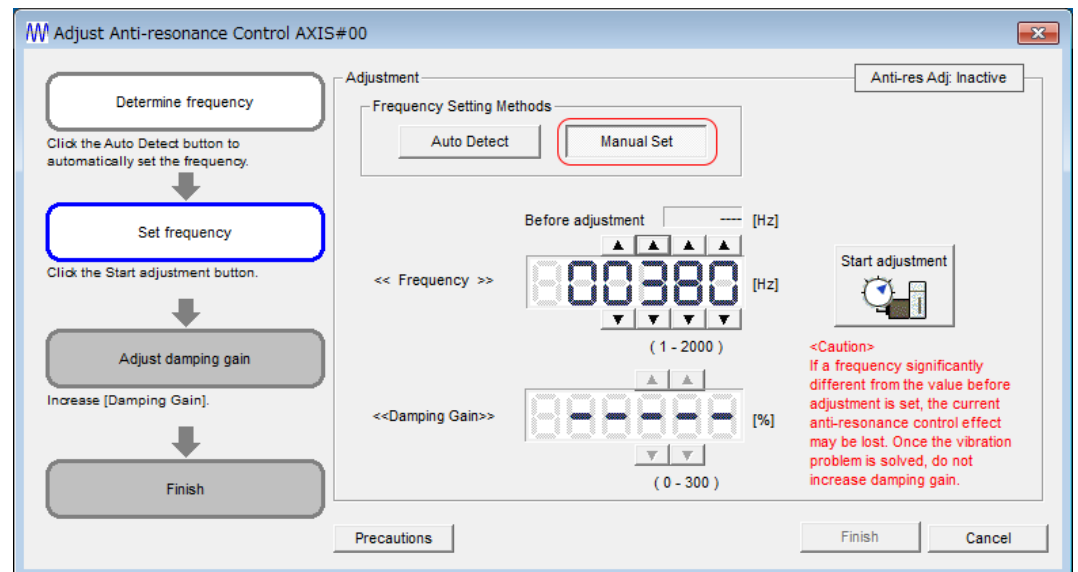 Adjust Anti-resonance Control AXIS#00
Determine frequency
Click the Auto Detect button to
automatically set the frequency.
Set frequency
Click the Start adjustment button.
Adjust damping gain
Increase [Damping Gain].
Finish
Adjustment
Anti-res Adj: Inactive
Frequency Setting Methods
Auto Detect
Manual Set
Before adjustment ---- [Hz]
<< Frequency >> 00380 [Hz]
( 1 - 2000 )
<<Damping Gain>> ----- [%]
( 0 - 300 )
Start adjustment
<Caution>
If a frequency significantly
different from the value before
adjustment is set, the current
anti-resonance control effect
may be lost. Once the vibration
problem is solved, do not
increase damping gain.
Precautions
Finish
Cancel